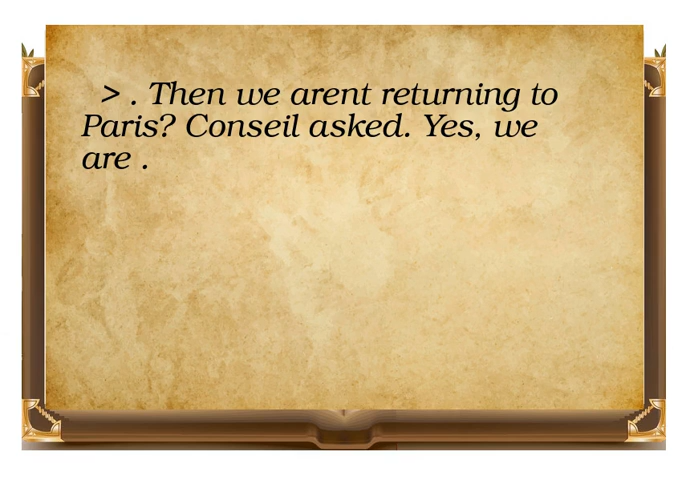 > . Then we arent returning to
Paris? Conseil asked. Yes, we
are .